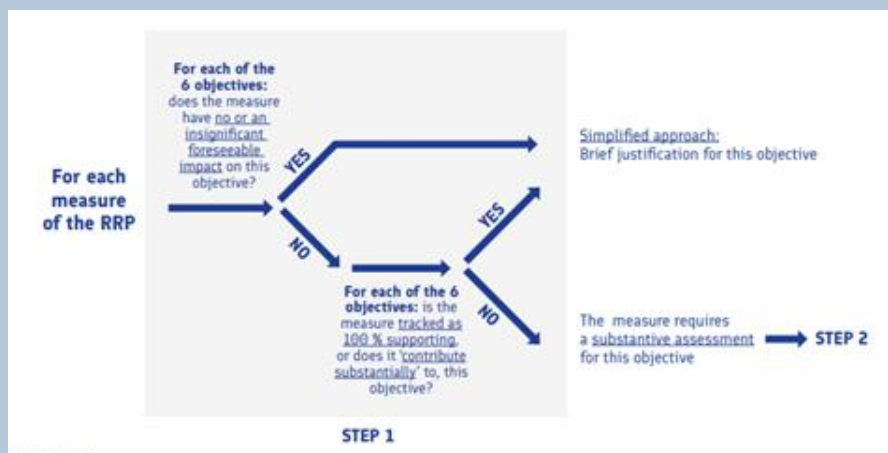 For each of the
6 objectives:
does the measure
have no or an
insignificant
foreseeable
impact on this
objective?
For each
measure
of the RRP
YES
NO
Simplified approach:
Brief justification for this objective
For each of the 6
objectives: is the
measure tracked as
100 % supporting,
or does it 'contribute
substantially' to, this
objective?
YES
NO
The measure requires
a substantive assessment
for this objective
STEP 2
STEP 1